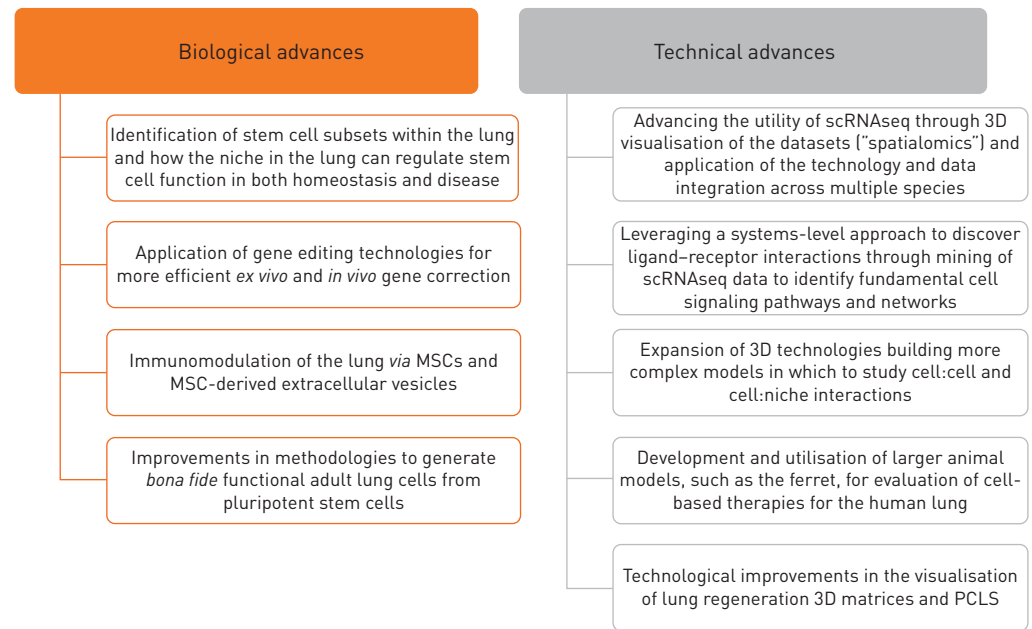 Biological advances
Identification of stem cell subsets within the lung
and how the niche in the lung can regulate stem
cell function in both homeostasis and disease
Application of gene editing technologies for
more efficient ex vivo and in vivo gene correction
Immunomodulation of the lung via MSCs and
MSC-derived extracellular vesicles
Improvements in methodologies to generate
bona fide functional adult lung cells from
pluripotent stem cells
Technical advances
Advancing the utility of scRNAseq through 3D
visualisation of the datasets ("spatialomics") and
application of the technology and data
integration across multiple species
Leveraging a systems-level approach to discover
ligand–receptor interactions through mining of
scRNAseq data to identify fundamental cell
signaling pathways and networks
Expansion of 3D technologies building more
complex models in which to study cell:cell and
cell:niche interactions
Development and utilisation of larger animal
models, such as the ferret, for evaluation of cell-
based therapies for the human lung
Technological improvements in the visualisation
of lung regeneration 3D matrices and PCLS